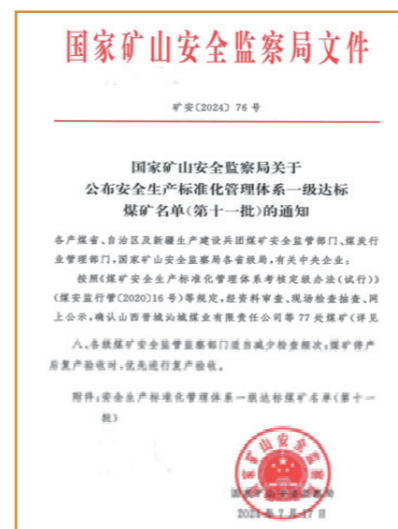 国家矿山安全监察局文件
矿安〔2024〕76号
国家矿山安全监察局关于
公布安全生产标准化管理体系一级达标
煤矿名单(第十一批)的通知
各产煤省、自治区及新疆生产建设兵团煤矿安全监管部门、煤炭行
业管理部门,国家矿山安全监察局各省级局,有关中央企业:
按照《煤矿安全生产标准化管理体系考核定级办法(试行)》
(煤安监行管〔2020〕16号)等规定,经资料审查、现场检查抽查、网
上公示,确认山西晋城沁城煤业有限责任公司等77处煤矿(详见
八、各级煤矿安全监管监察部门适当减少检查频次;煤矿停产
后复产验收时,优先进行复产验收。
附件:安全生产标准化管理体系一级达标煤矿名单(第十一
批)
国家矿山安全监察局
2024年7月17日